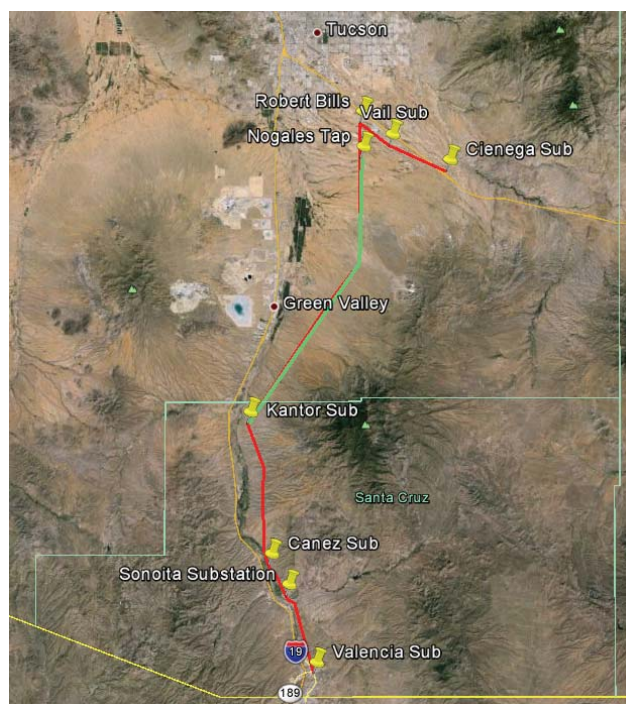 Tucson
Robert Bills
Vail Sub
Nogales Tap
Cienega Sub
Green Valley
Kantor Sub
Santa Cruz
Canez Sub
Sonoita Substation
19
Valencia Sub
189